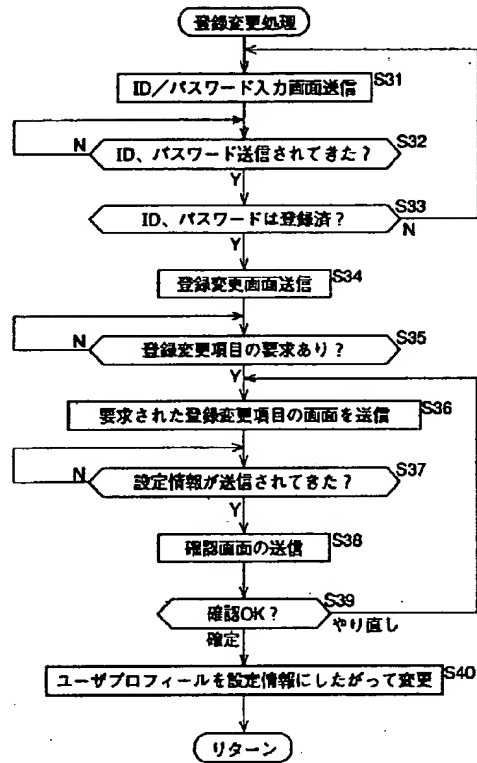 登録変更処理
ID/パスワード入力画面送信 S31
N ID、パスワード送信されてきた? S32
Y
ID、パスワードは登録済? S33
N
Y
登録変更画面送信 S34
N 登録変更項目の要求あり? S35
Y
要求された登録変更項目の画面を送信 S36
N 設定情報が送信されてきた? S37
Y
確認画面の送信 S38
確認OK? S39
やり直し
確定
ユーザプロフィールを設定情報にしたがって変更 S40
リターン